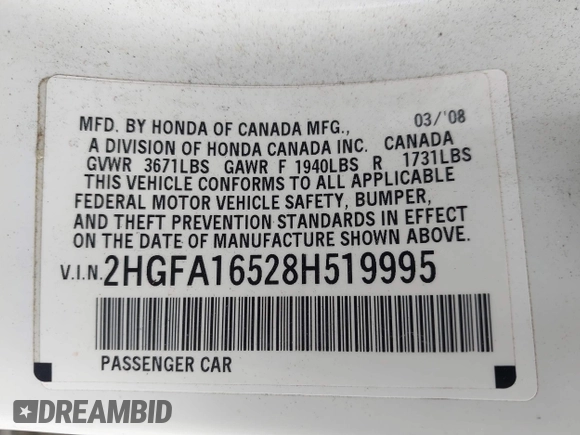 MFD. BY HONDA OF CANADA MFG., 03/'08
A DIVISION OF HONDA CANADA INC. CANADA
GVWR 3671LBS GAWR F 1940LBS R 1731LBS
THIS VEHICLE CONFORMS TO ALL APPLICABLE
FEDERAL MOTOR VEHICLE SAFETY, BUMPER,
AND THEFT PREVENTION STANDARDS IN EFFECT
ON THE DATE OF MANUFACTURE SHOWN ABOVE.
V.I.N. 2HGFA16528H519995
PASSENGER CAR
DREAMBID